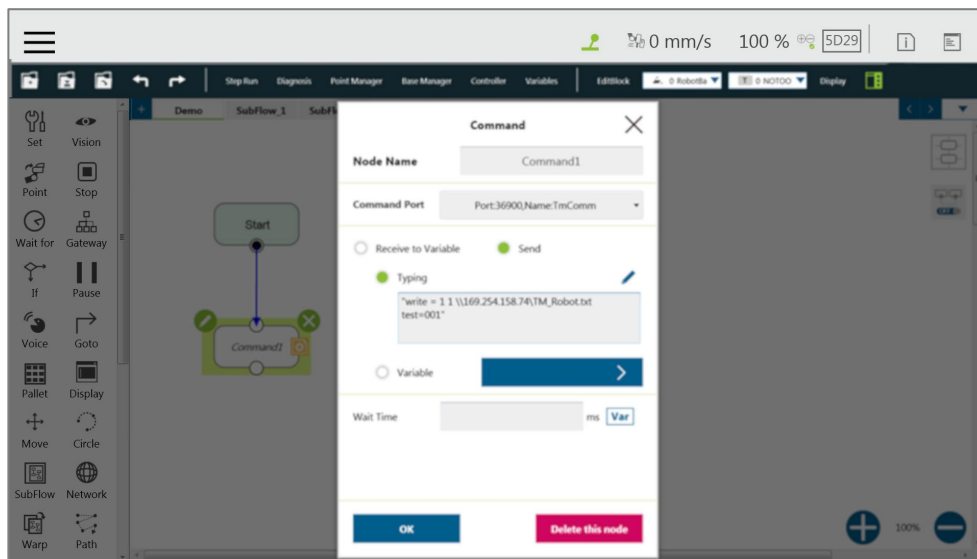 0 mm/s 100 % 5D29
Step Run Diagnosis Point Manager Base Manager Controller Variables EditBlock 0 RobotBa 0 NOTOO Display
Demo SubFlow_1 SubFl
Set Vision
Point Stop
Wait for Gateway
If Pause
Voice Goto
Pallet Display
Move Circle
SubFlow Network
Warp Path
Start
Command1
Command
Node Name Command1
Command Port Port:36900,Name:TmComm
Receive to Variable Send
Typing
"write = 1 1 \\169.254.158.74\TM_Robot.txt
test=001"
Variable
Wait Time ms Var
OK Delete this node
OFF
100%